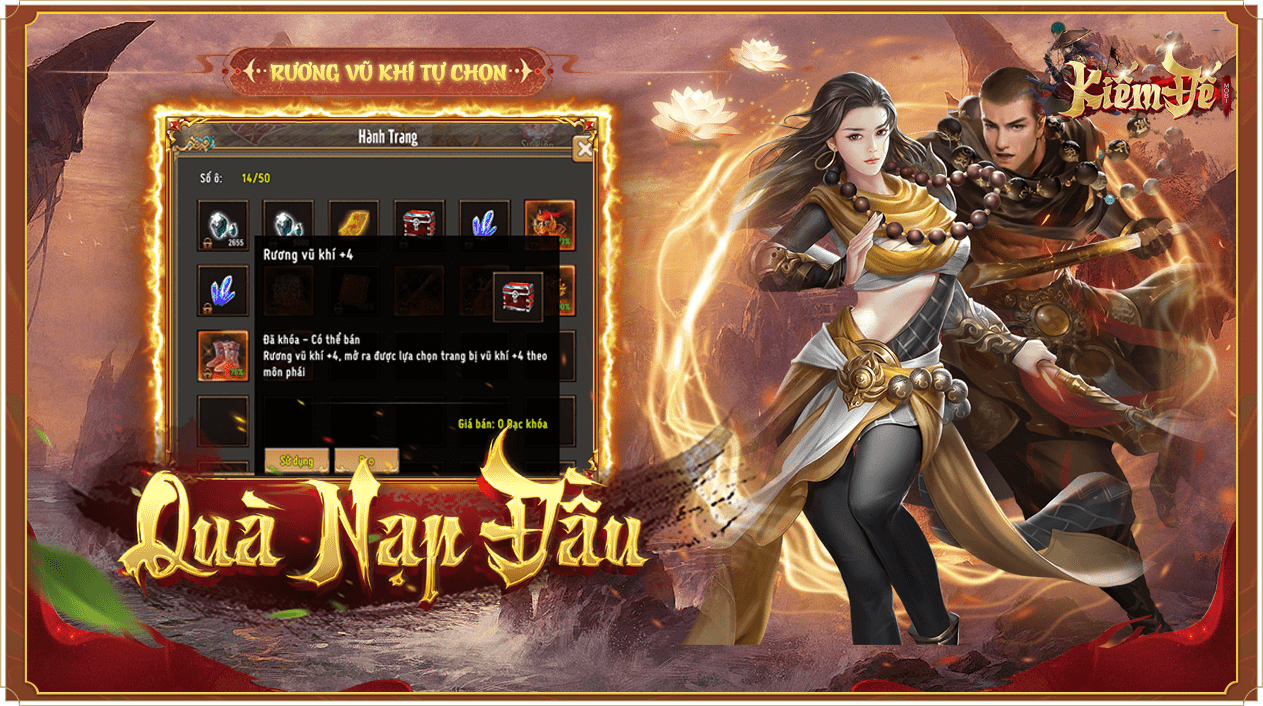 RƯƠNG VŨ KHÍ TỰ CHỌN
Kiếm Đế
MOBI
Hành Trang
Số ô: 14/50
2655
Rương vũ khí +4
Đã khóa - Có thể bán
Rương vũ khí +4, mở ra được lựa chọn trang bị vũ khí +4 theo
môn phái
76%
Giá bán: 0 Bạc khóa
Sử dụng
Quà Nạp Đầu